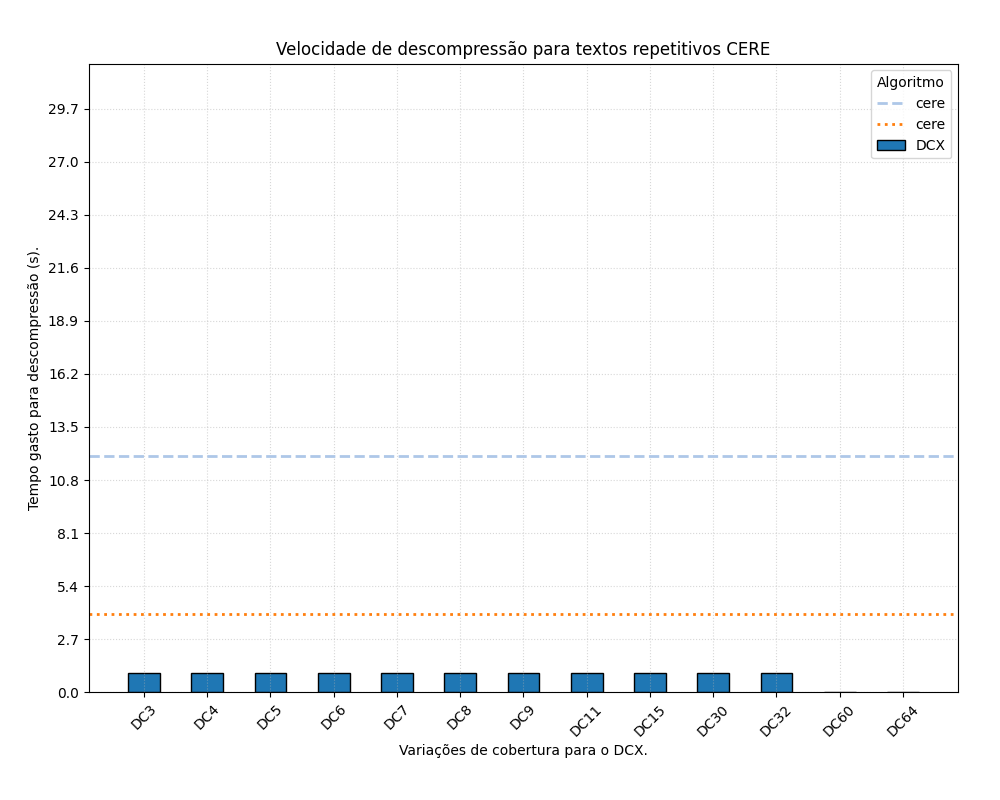 Velocidade de descompressão para textos repetitivos CERE
Algoritmo
cere
cere
DCX
Tempo gasto para descompressão (s).
29.7
27.0
24.3
21.6
18.9
16.2
13.5
10.8
8.1
5.4
2.7
0.0
DC3
DC4
DC5
DC6
DC7
DC8
DC9
DC11
DC15
DC30
DC32
DC60
DC64
Variações de cobertura para o DCX.